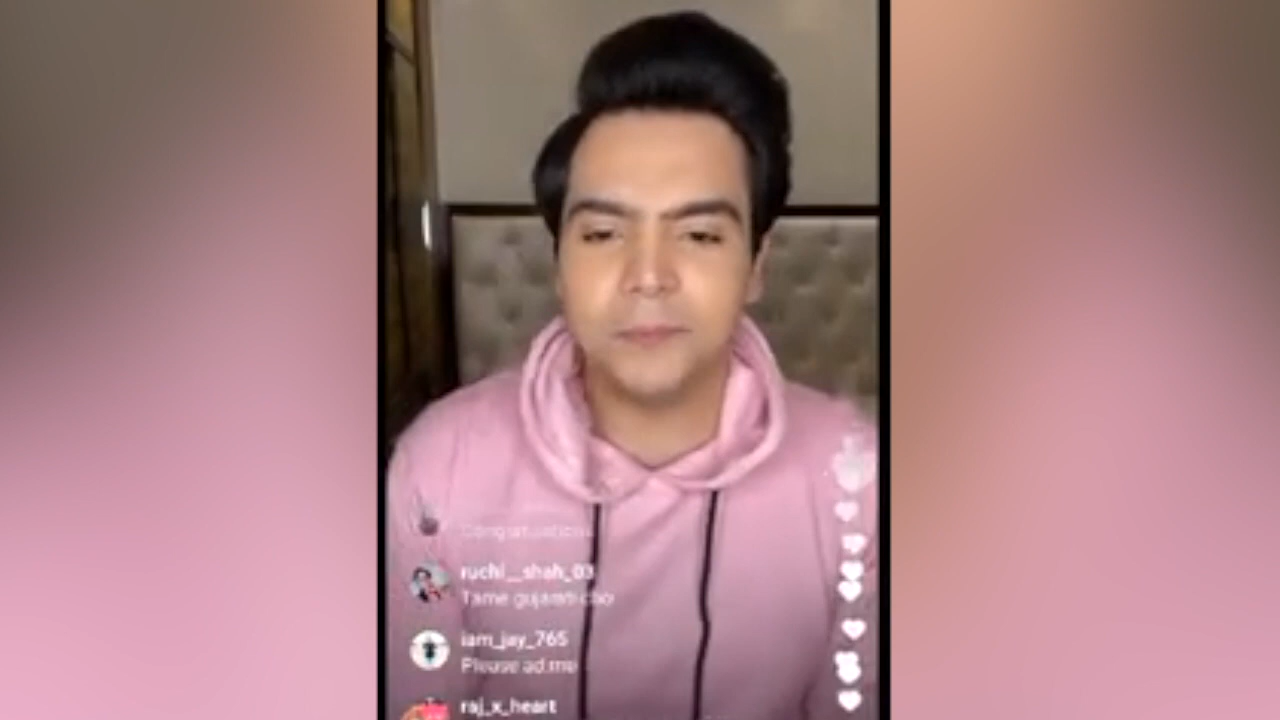 Congratulations
ruchi__shah_03
Tame gujarati cho
iam_jay_765
Please ad me
raj_x_heart